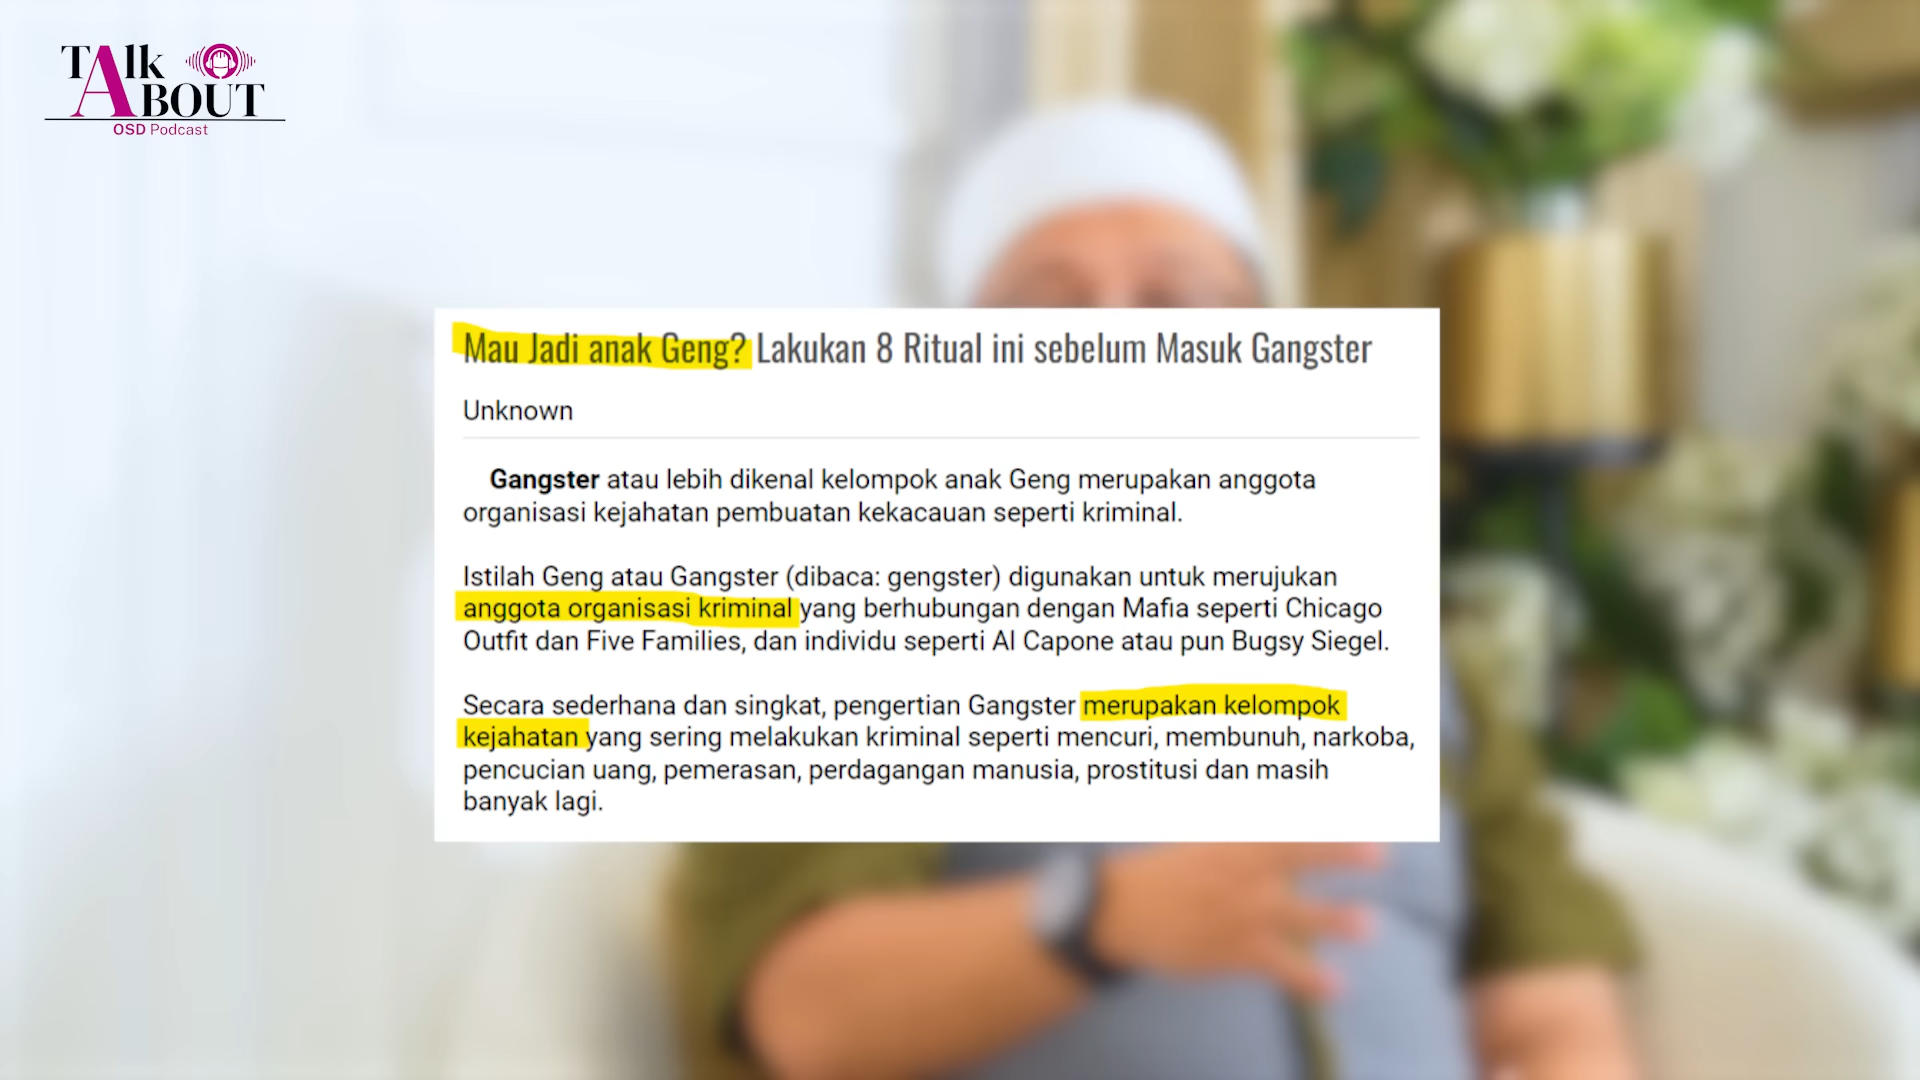 TAlk
ABOUT
OSD Podcast
Mau Jadi anak Geng? Lakukan 8 Ritual ini sebelum Masuk Gangster
Unknown
Gangster atau lebih dikenal kelompok anak Geng merupakan anggota
organisasi kejahatan pembuatan kekacauan seperti kriminal.
Istilah Geng atau Gangster (dibaca: gengster) digunakan untuk merujukan
anggota organisasi kriminal yang berhubungan dengan Mafia seperti Chicago
Outfit dan Five Families, dan individu seperti Al Capone atau pun Bugsy Siegel.
Secara sederhana dan singkat, pengertian Gangster merupakan kelompok
kejahatan yang sering melakukan kriminal seperti mencuri, membunuh, narkoba,
pencucian uang, pemerasan, perdagangan manusia, prostitusi dan masih
banyak lagi.